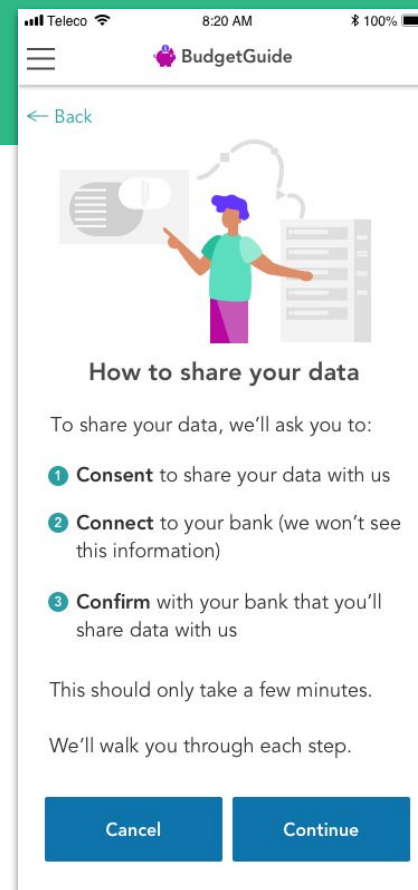 Teleco 8:20 AM 100%
BudgetGuide
← Back
How to share your data
To share your data, we’ll ask you to:
1 Consent to share your data with us
2 Connect to your bank (we won’t see
this information)
3 Confirm with your bank that you’ll
share data with us
This should only take a few minutes.
We’ll walk you through each step.
Cancel Continue